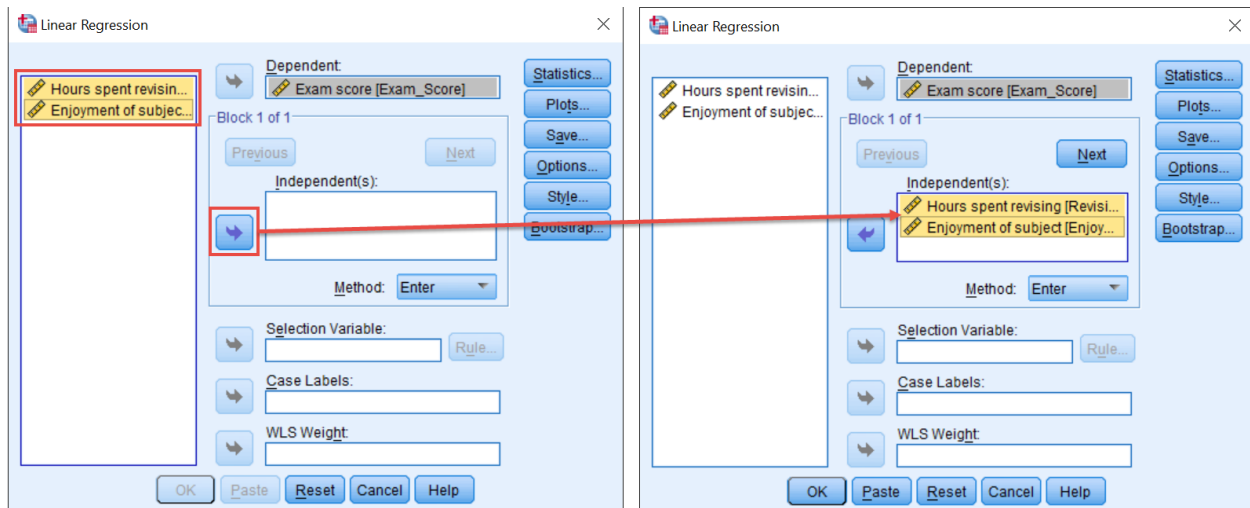 Linear Regression
Hours spent revisin...
Enjoyment of subjec...
Dependent:
Exam score [Exam_Score]
Block 1 of 1
Previous
Next
Independent(s):
Method: Enter
Selection Variable:
Rule...
Case Labels:
WLS Weight:
Statistics...
Plots...
Save...
Options...
Style...
Bootstrap...
OK Paste Reset Cancel Help
Linear Regression
Hours spent revisin...
Enjoyment of subjec...
Dependent:
Exam score [Exam_Score]
Block 1 of 1
Previous
Next
Independent(s):
Hours spent revising [Revisi...
Enjoyment of subject [Enjoy...
Method: Enter
Selection Variable:
Rule...
Case Labels:
WLS Weight:
Statistics...
Plots...
Save...
Options...
Style...
Bootstrap...
OK Paste Reset Cancel Help